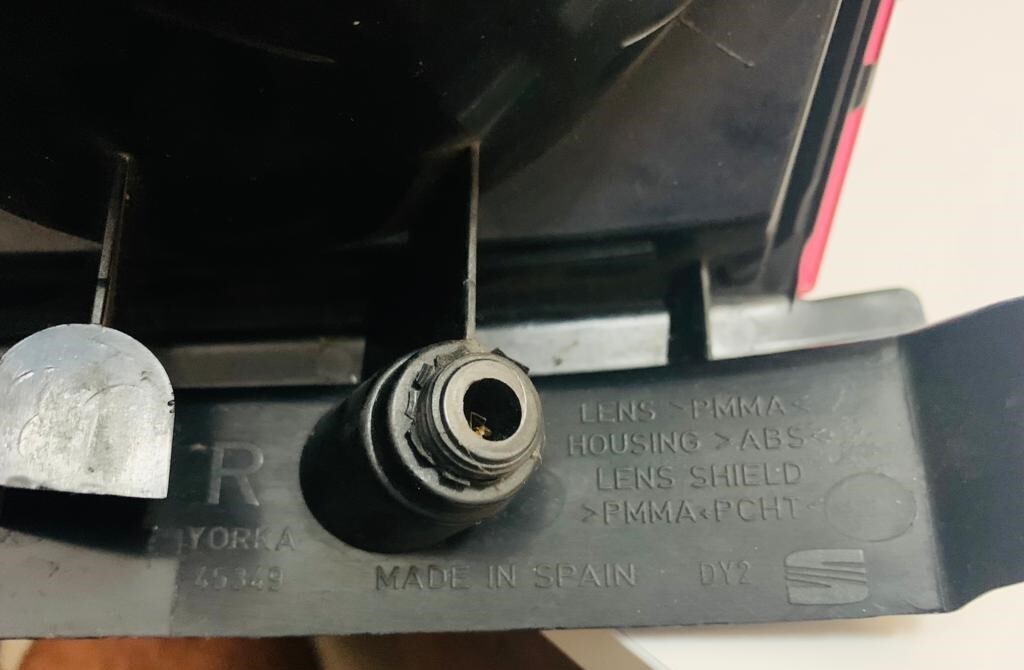 R
YORKA
45349
LENS >PMMA<
HOUSING >ABS<
LENS SHIELD
>PMMA<PCHT<
MADE IN SPAIN DY2